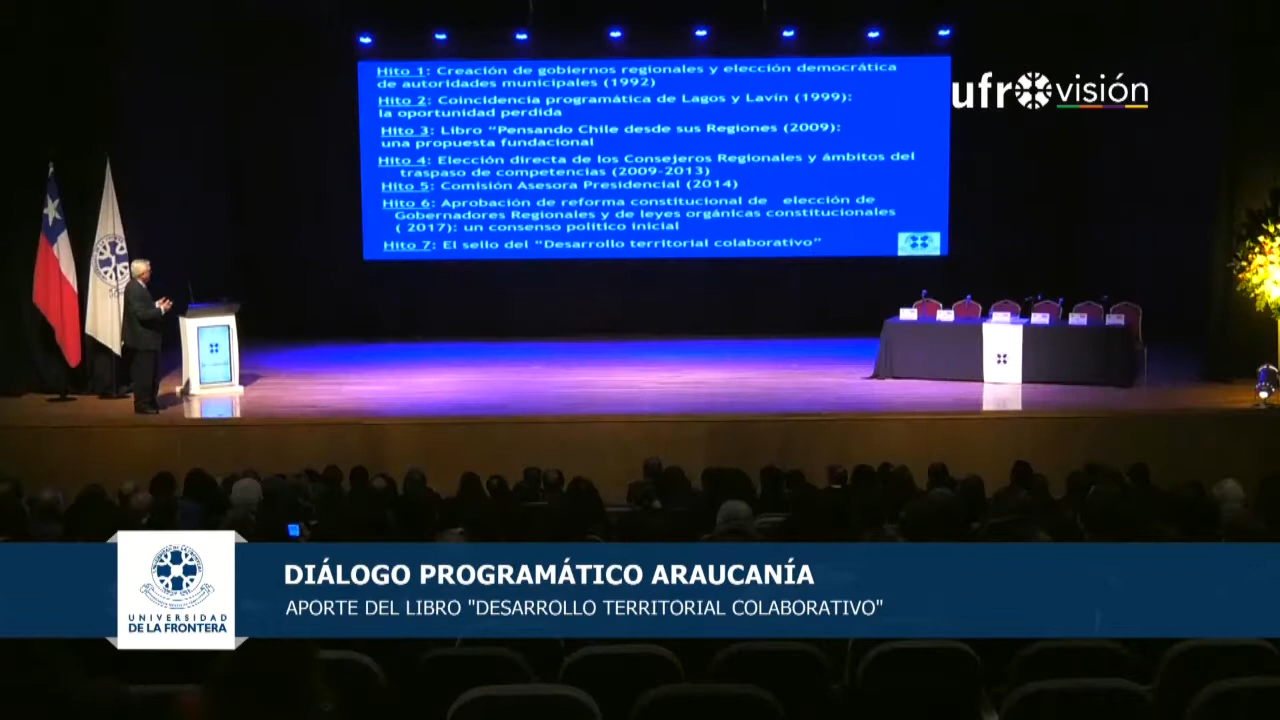 Hito 1: Creación de gobiernos regionales y elección democrática
de autoridades municipales (1992)
Hito 2: Coincidencia programática de Lagos y Lavín (1999):
la oportunidad perdida
Hito 3: Libro “Pensando Chile desde sus Regiones (2009):
una propuesta fundacional
Hito 4: Elección directa de los Consejeros Regionales y ámbitos del
traspaso de competencias (2009-2013)
Hito 5: Comisión Asesora Presidencial (2014)
Hito 6: Aprobación de reforma constitucional de elección de
Gobernadores Regionales y de leyes orgánicas constitucionales
( 2017): un consenso político inicial
Hito 7: El sello del “Desarrollo territorial colaborativo”
ufro visión
DIÁLOGO PROGRAMÁTICO ARAUCANÍA
APORTE DEL LIBRO "DESARROLLO TERRITORIAL COLABORATIVO"
UNIVERSIDAD
DE LA FRONTERA